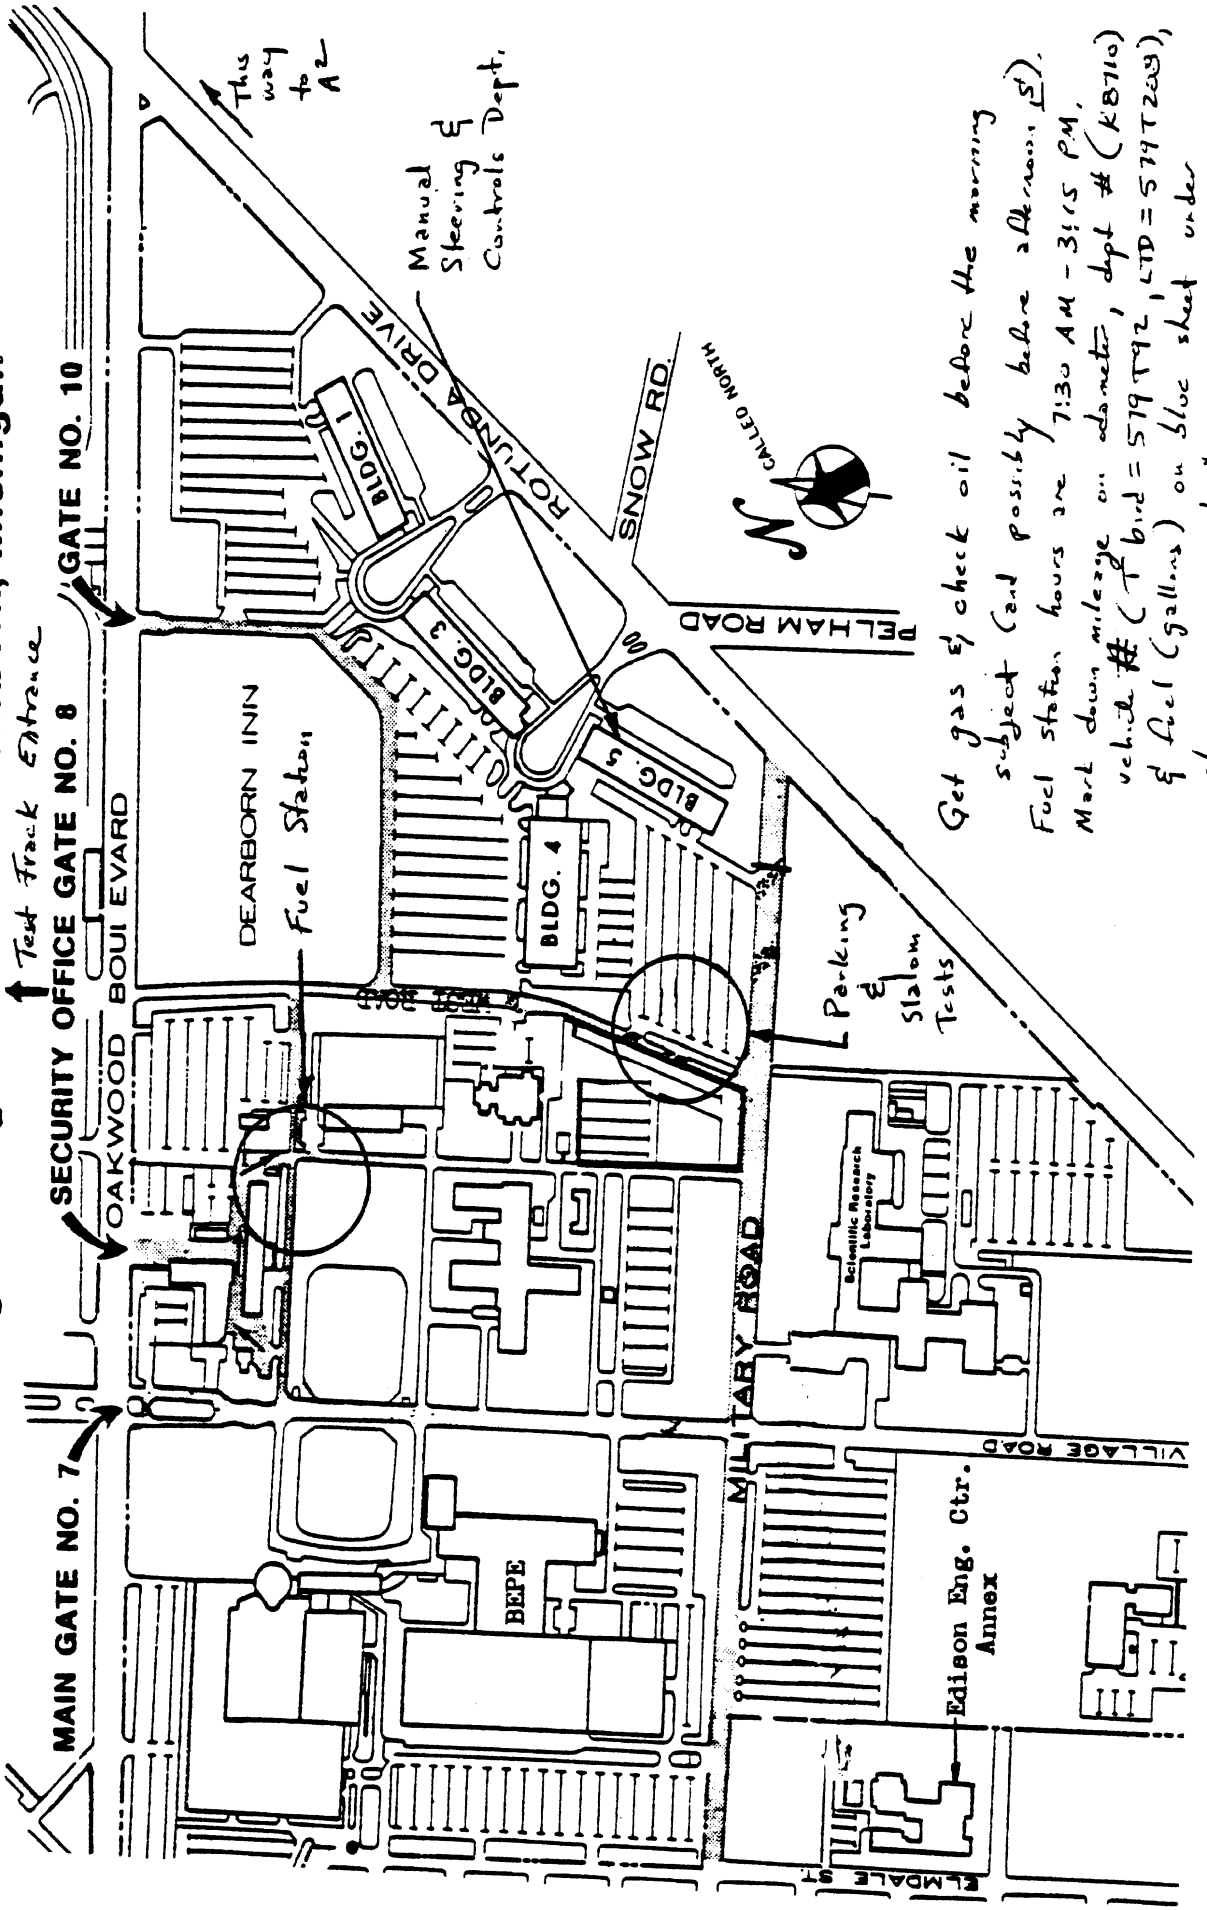 ↑ Test Track Entrance
MAIN GATE NO. 7
SECURITY OFFICE GATE NO. 8
GATE NO. 10
OAKWOOD BOULEVARD
This
way
to
A2
DEARBORN INN
Fuel Station
Manual
Steering &
Controls Dept.
BLDG. 1
BLDG. 3
BLDG. 4
BLDG. 5
ROTUNDA DRIVE
SNOW RD.
PELHAM ROAD
WEST ROAD
N
CALLED NORTH
BEPE
MILITARY ROAD
Parking
&
Slalom
Tests
Scientific Research
Laboratory
VILLAGE ROAD
Edison Eng. Ctr.
Annex
ELMDALE ST
Get gas & check oil before the morning
subject (and possibly before afternoon S).
Fuel station hours are 7:30 AM - 3:15 PM.
Mark down mileage on odometer, dept # (KB710)
vehicle # (T bird = 579T92, LTD = 579T203),
& fuel (gallons) on blue sheet under